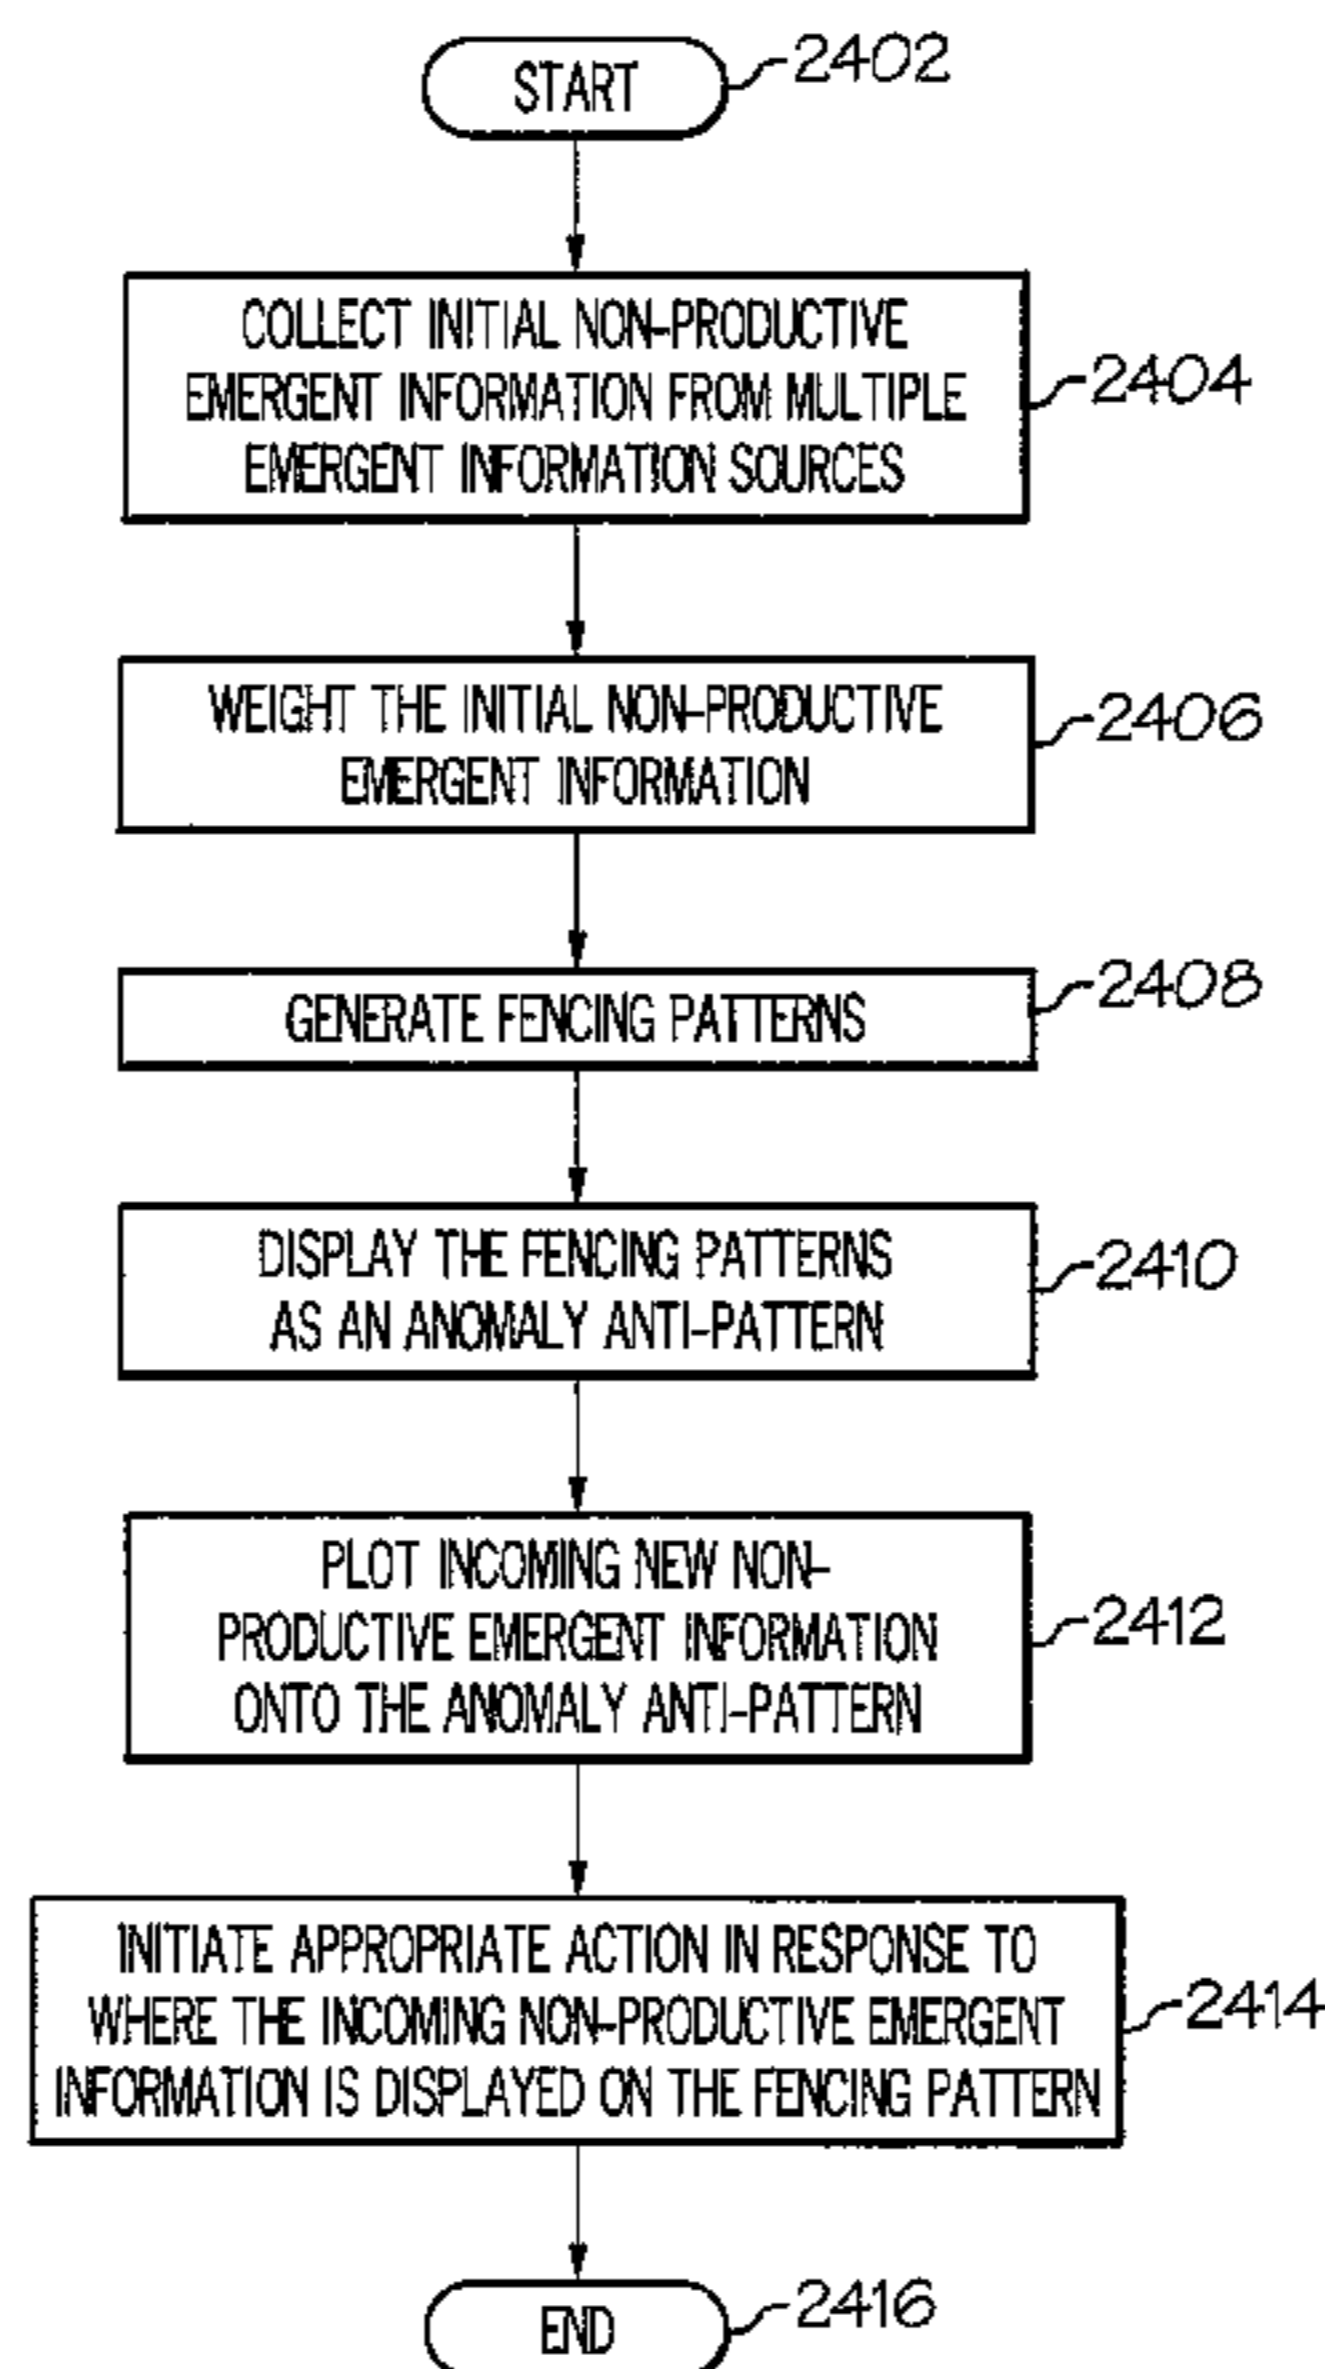 START
2402
COLLECT INITIAL NON-PRODUCTIVE
EMERGENT INFORMATION FROM MULTIPLE
EMERGENT INFORMATION SOURCES
2404
WEIGHT THE INITIAL NON-PRODUCTIVE
EMERGENT INFORMATION
2406
GENERATE FENCING PATTERNS
2408
DISPLAY THE FENCING PATTERNS
AS AN ANOMALY ANTI-PATTERN
2410
PLOT INCOMING NEW NON-
PRODUCTIVE EMERGENT INFORMATION
ONTO THE ANOMALY ANTI-PATTERN
2412
INITIATE APPROPRIATE ACTION IN RESPONSE TO
WHERE THE INCOMING NON-PRODUCTIVE EMERGENT
INFORMATION IS DISPLAYED ON THE FENCING PATTERN
2414
END
2416